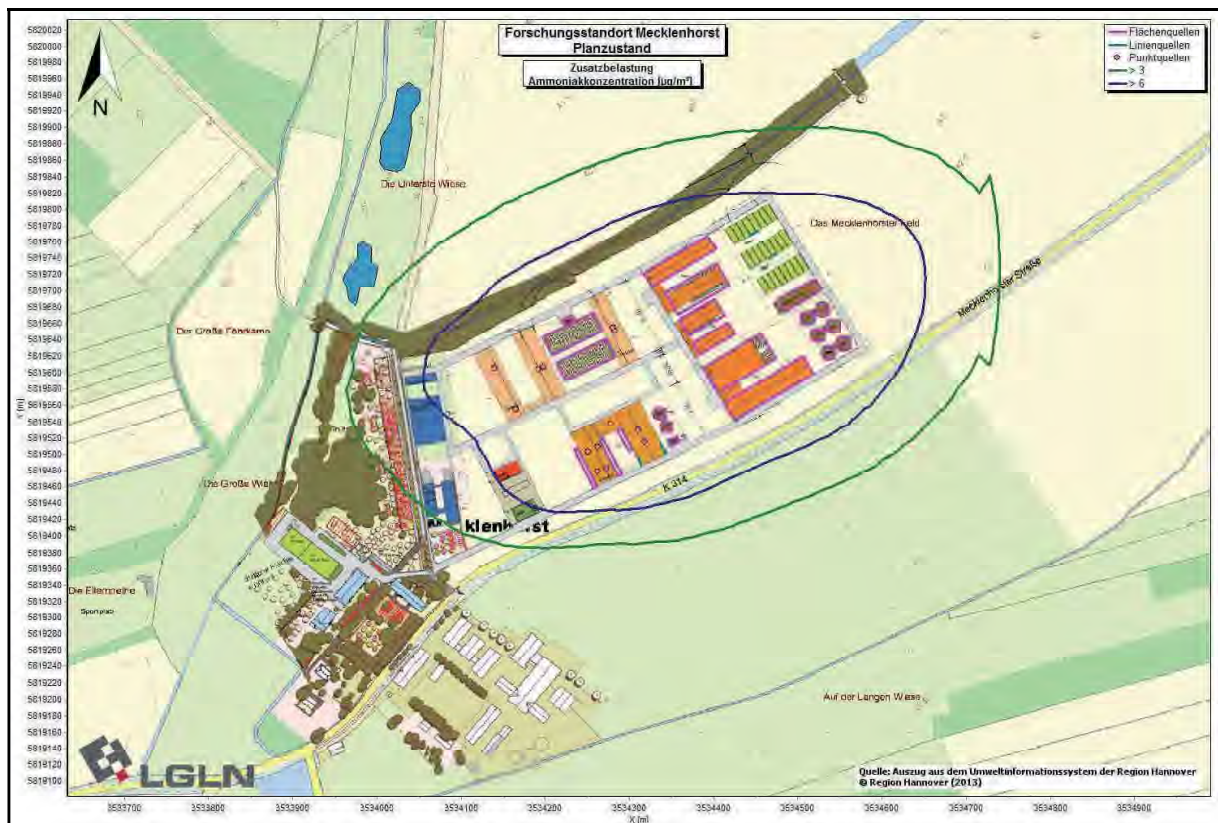 Forschungsstandort Mecklenhorst
Planzustand
Zusatzbelastung
Ammoniakkonzentration [µg/m³]
Flächenquellen
Linienquellen
Punktquellen
> 3
> 6
N
5820020
5820000
5819980
5819960
5819940
5819920
5819900
5819880
5819860
5819840
5819820
5819800
5819780
5819760
5819740
5819720
5819700
5819680
5819660
5819640
5819620
5819600
5819580
5819560
5819540
5819520
5819500
5819480
5819460
5819440
5819420
5819400
5819380
5819360
5819340
5819320
5819300
5819280
5819260
5819240
5819220
5819200
5819180
5819160
5819140
5819120
5819100
Y [m]
Die Unterste Wiese
Das Mecklenhorster Feld
Mecklenhorster Straße
Der Große
K 314
Die Große
klenhorst
Sportplatz
Auf der Langen Wiese
LGLN
Quelle: Auszug aus dem Umweltinformationssystem der Region Hannover
© Region Hannover (2013)
3533700
3533800
3533900
3534000
3534100
3534200
3534300
3534400
3534500
3534600
3534700
3534800
3534900
X [m]